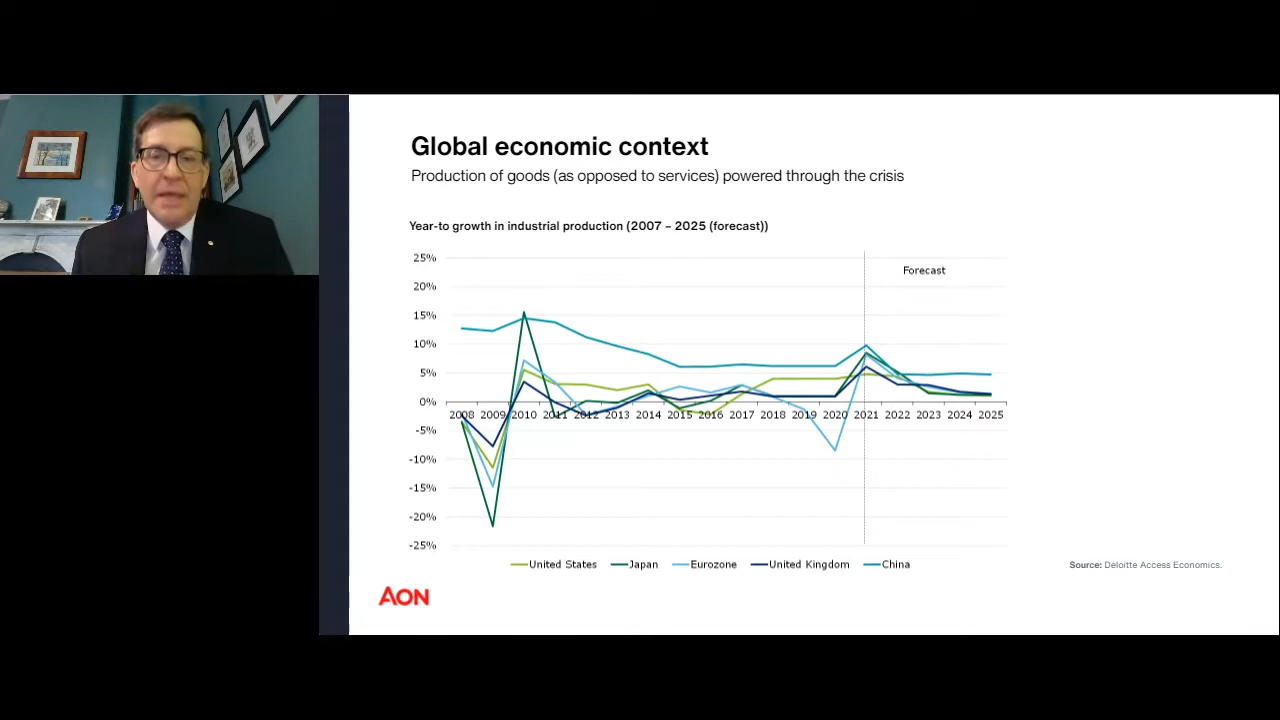 Global economic context
Production of goods (as opposed to services) powered through the crisis
Year-to growth in industrial production (2007 – 2025 (forecast))
25%
Forecast
20%
15%
10%
5%
0%
2008 2009 2010 2011 2012 2013 2014 2015 2016 2017 2018 2019 2020 2021 2022 2023 2024 2025
-5%
-10%
-15%
-20%
-25%
United States Japan Eurozone United Kingdom China
Source: Deloitte Access Economics.
AON